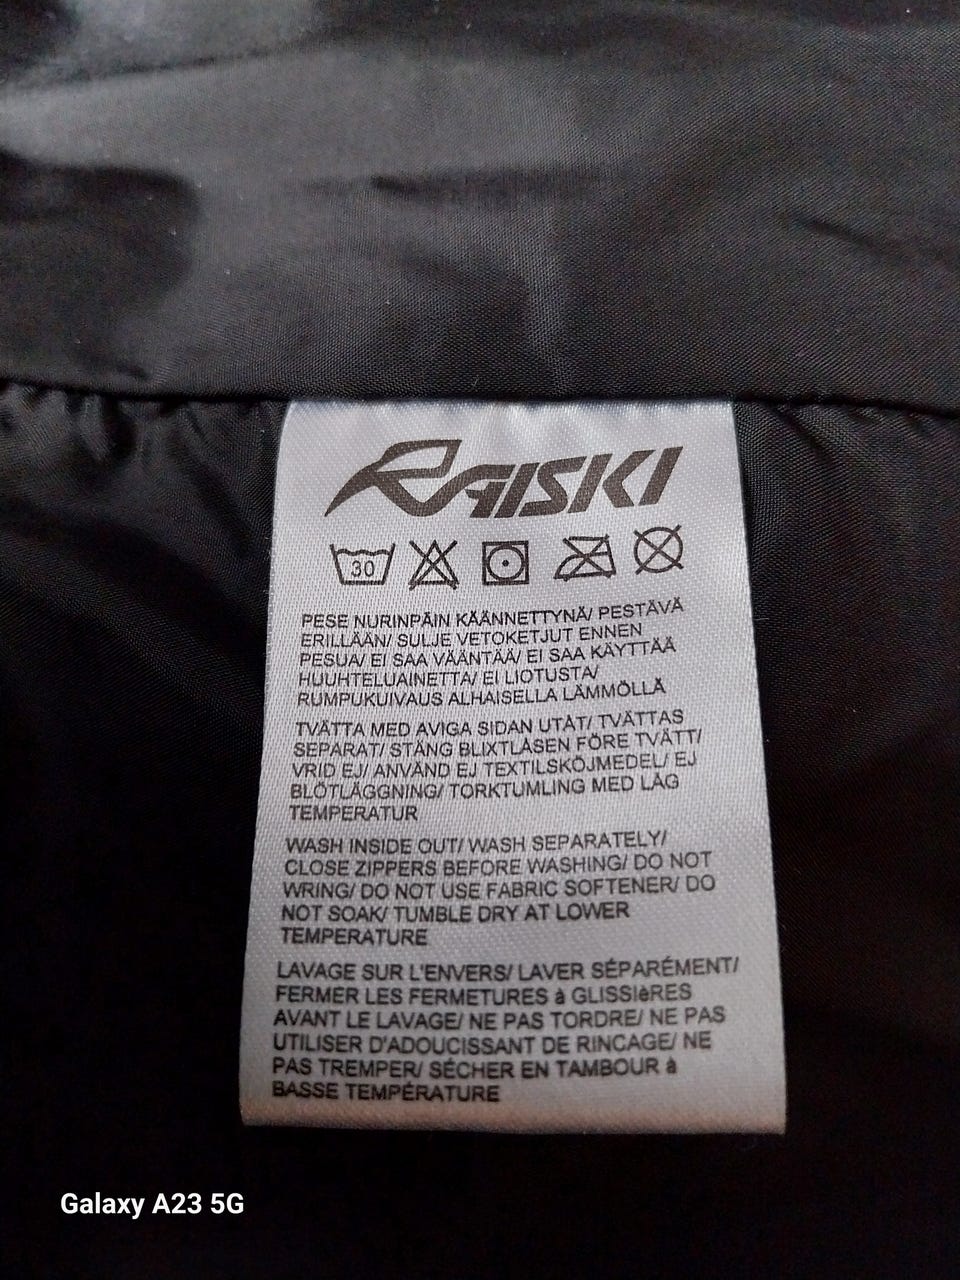 RAISKI
30
PESE NURINPÄIN KÄÄNNETTYNÄ/ PESTÄVÄ
ERILLÄÄN/ SULJE VETOKETJUT ENNEN
PESUA/ EI SAA VÄÄNTÄÄ/ EI SAA KÄYTTÄÄ
HUUHTELUAINETTA/ EI LIOTUSTA/
RUMPUKUIVAUS ALHAISELLA LÄMMÖLLÄ
TVÄTTA MED AVIGA SIDAN UTÅT/ TVÄTTAS
SEPARAT/ STÄNG BLIXTLÅSEN FÖRE TVÄTT/
VRID EJ/ ANVÄND EJ TEXTILSKÖJMEDEL/ EJ
BLÖTLÄGGNING/ TORKTUMLING MED LÅG
TEMPERATUR
WASH INSIDE OUT/ WASH SEPARATELY/
CLOSE ZIPPERS BEFORE WASHING/ DO NOT
WRING/ DO NOT USE FABRIC SOFTENER/ DO
NOT SOAK/ TUMBLE DRY AT LOWER
TEMPERATURE
LAVAGE SUR L'ENVERS/ LAVER SÉPARÉMENT/
FERMER LES FERMETURES à GLISSIèRES
AVANT LE LAVAGE/ NE PAS TORDRE/ NE PAS
UTILISER D'ADOUCISSANT DE RINCAGE/ NE
PAS TREMPER/ SÉCHER EN TAMBOUR à
BASSE TEMPÉRATURE
Galaxy A23 5G